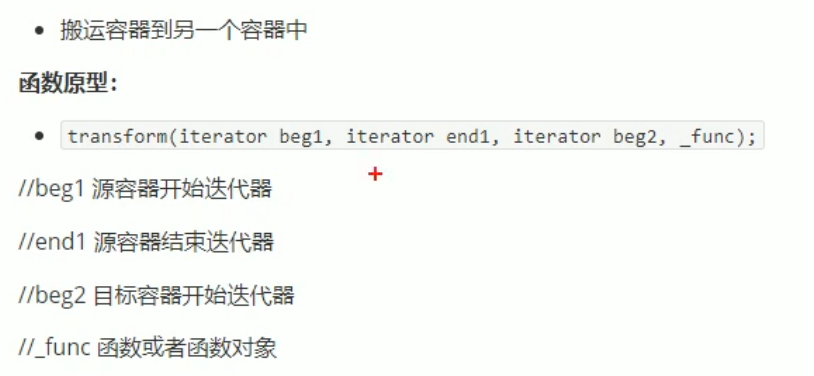 搬运容器到另一个容器中
函数原型：
transform(iterator beg1, iterator end1, iterator beg2, _func);
//beg1 源容器开始迭代器
//end1 源容器结束迭代器
//beg2 目标容器开始迭代器
//_func 函数或者函数对象